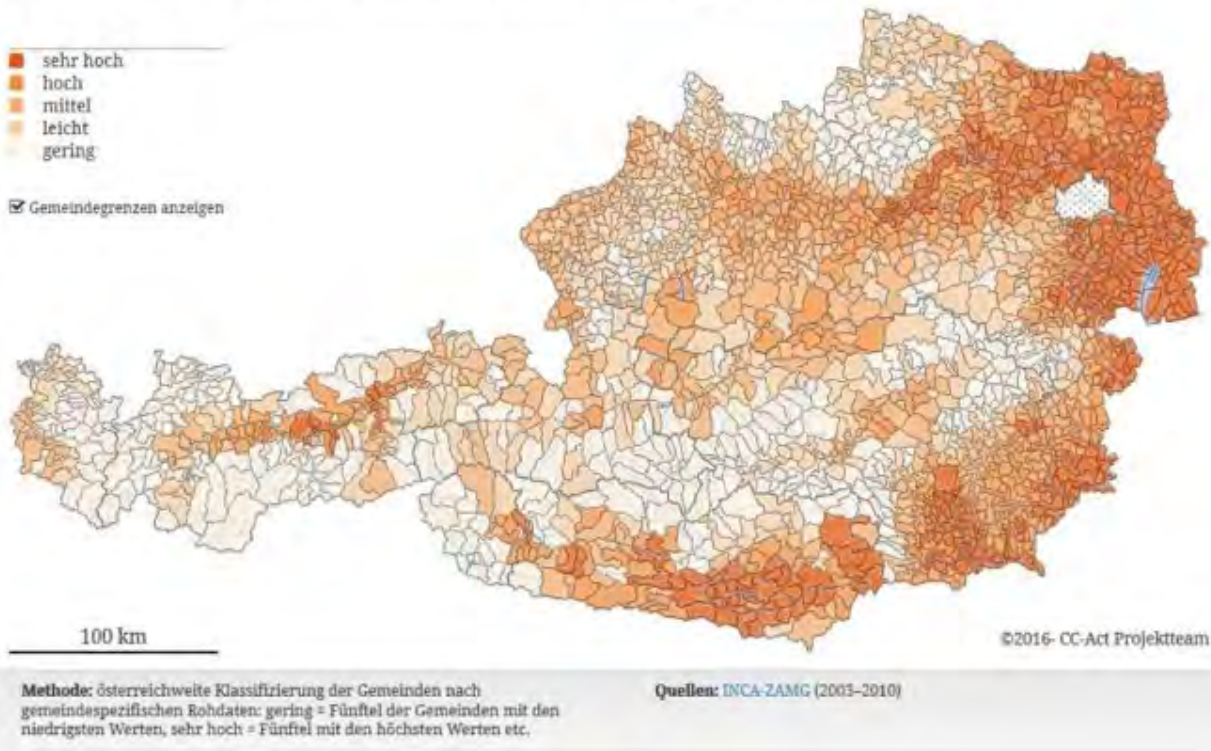 sehr hoch
hoch
mittel
leicht
gering
Gemeindegrenzen anzeigen
100 km
©2016- CC-Act Projektteam
Methode: österreichweite Klassifizierung der Gemeinden nach
gemeindespezifischen Rohdaten: gering = Fünftel der Gemeinden mit den
niedrigsten Werten, sehr hoch = Fünftel mit den höchsten Werten etc.
Quellen: INCA-ZAMG (2003–2010)